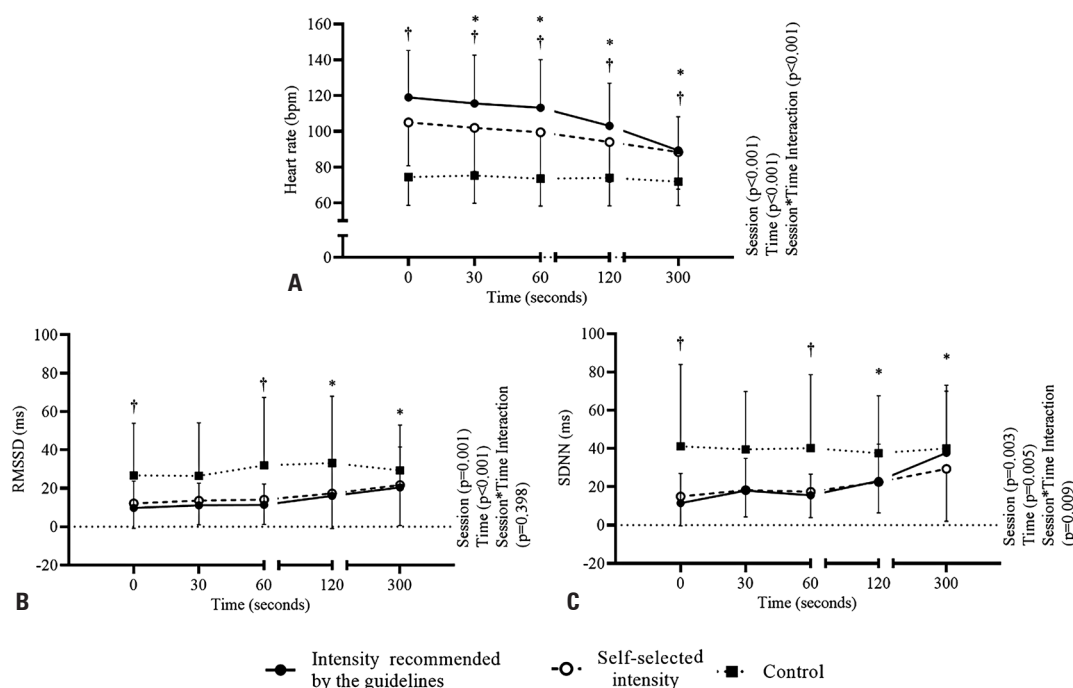 160
140
120
100
80
60
0
Heart rate (bpm)
†
*
†
*
†
*
†
*
†
0 30 60 120 300
Time (seconds)
Session (p<0.001)
Time (p<0.001)
Session*Time Interaction (p<0.001)
A
100
80
60
40
20
0
-20
RMSSD (ms)
†
†
*
*
0 30 60 120 300
Time (seconds)
Session (p=0.001)
Time (p<0.001)
Session*Time Interaction
(p=0.398)
B
100
80
60
40
20
0
-20
SDNN (ms)
†
†
*
*
0 30 60 120 300
Time (seconds)
Session (p=0.003)
Time (p=0.005)
Session*Time Interaction
(p=0.009)
C
Intensity recommended
by the guidelines
Self-selected
intensity
Control